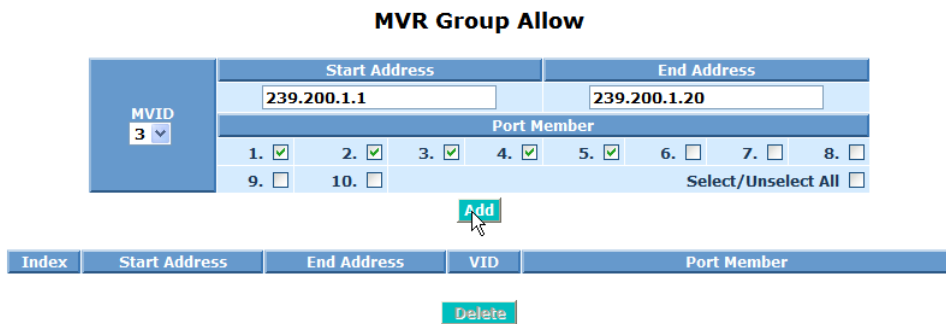 MVR Group Allow
Start Address End Address
MVID
3
239.200.1.1 239.200.1.20
Port Member
1. 2. 3. 4. 5. 6. 7. 8.
9. 10. Select/Unselect All
Add
Index Start Address End Address VID Port Member
Delete